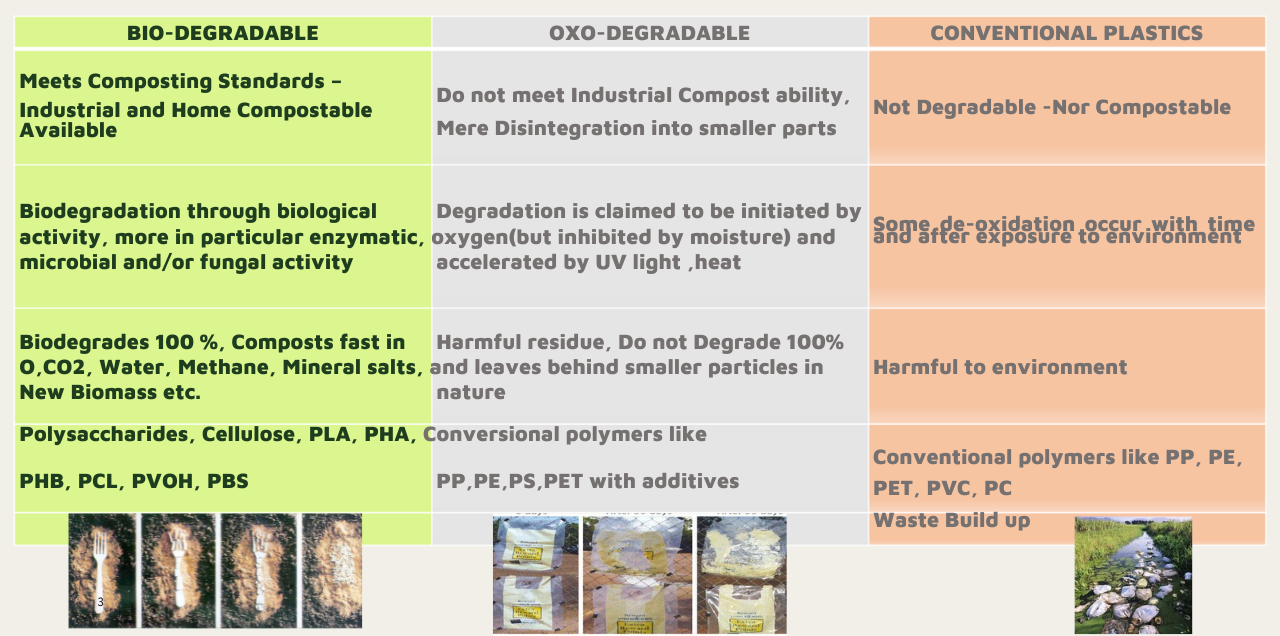 BIO-DEGRADABLE
OXO-DEGRADABLE
CONVENTIONAL PLASTICS
Meets Composting Standards –
Industrial and Home Compostable
Available
Do not meet Industrial Compost ability,
Mere Disintegration into smaller parts
Not Degradable -Nor Compostable
Biodegradation through biological
activity, more in particular enzymatic,
microbial and/or fungal activity
Degradation is claimed to be initiated by
oxygen(but inhibited by moisture) and
accelerated by UV light ,heat
Some de-oxidation occur with time
and after exposure to environment
Biodegrades 100 %, Composts fast in
O,CO2, Water, Methane, Mineral salts,
New Biomass etc.
Harmful residue, Do not Degrade 100%
and leaves behind smaller particles in
nature
Harmful to environment
Polysaccharides, Cellulose, PLA, PHA,
PHB, PCL, PVOH, PBS
Conversional polymers like
PP,PE,PS,PET with additives
Conventional polymers like PP, PE,
PET, PVC, PC
Waste Build up
3